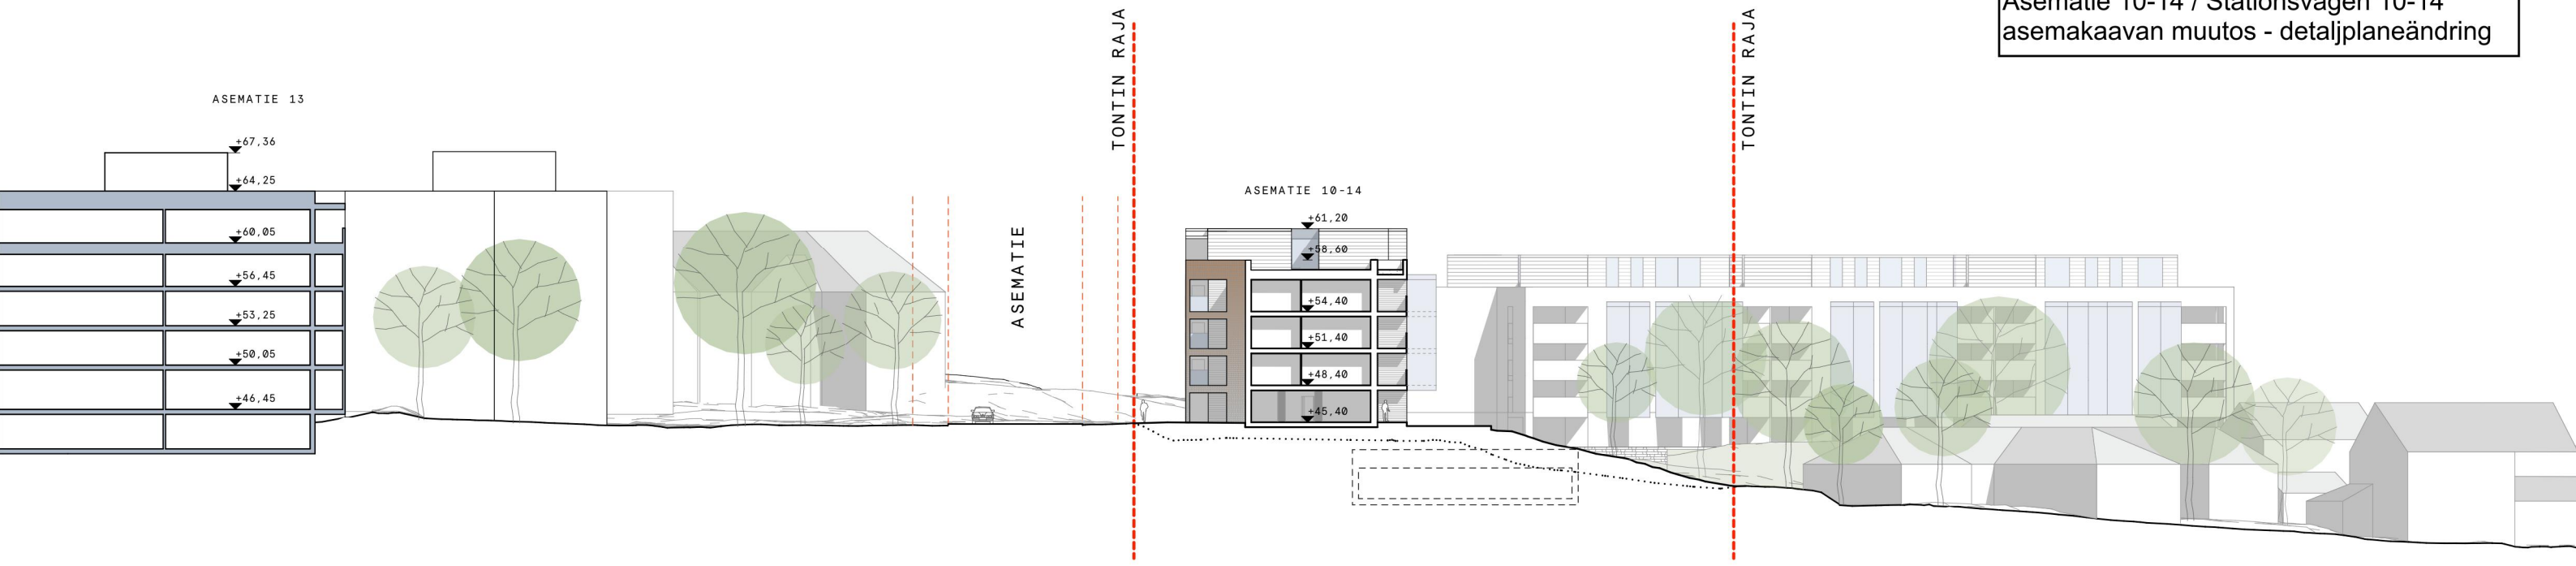 Asematie 10-14 / Stationsvägen 10-14
asemakaavan muutos - detaljplaneändring
TONTIN RAJA
TONTIN RAJA
ASEMATIE 13
+67,36
+64,25
+60,05
+56,45
+53,25
+50,05
+46,45
ASEMATIE
ASEMATIE 10-14
+61,20
+58,60
+54,40
+51,40
+48,40
+45,40